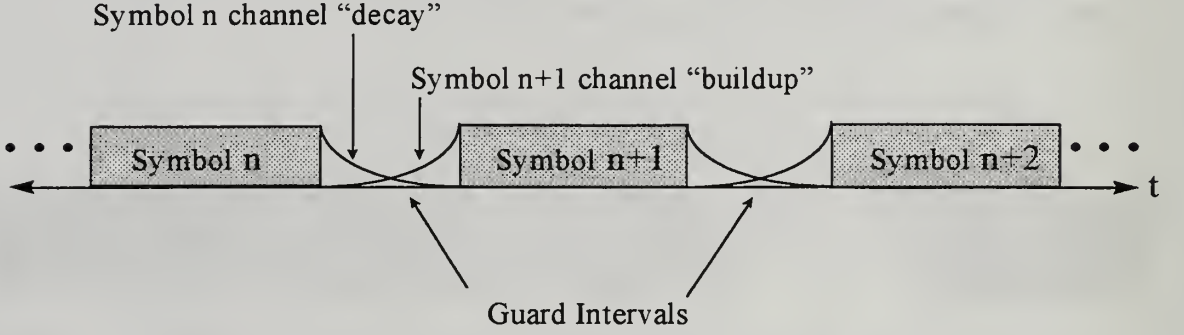 Symbol n channel “decay”
Symbol n+1 channel “buildup”
• • • Symbol n Symbol n+1 Symbol n+2 • • •
t
Guard Intervals